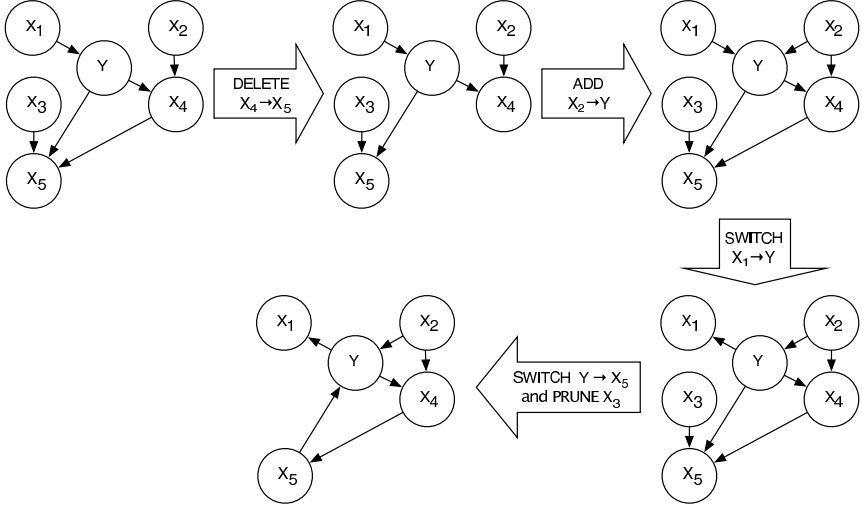 X1
X2
Y
X3
X4
X5
DELETE
X4→X5
X1
X2
Y
X3
X4
X5
ADD
X2→Y
X1
X2
Y
X3
X4
X5
SWITCH
X1→Y
X1
X2
Y
X3
X4
X5
SWITCH Y → X5
and PRUNE X3
X1
X2
Y
X4
X5